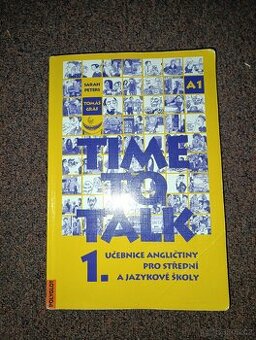 SARAH PETERS
TOMÁŠ GRÁF
A1
TIME
TO
TALK
1. UČEBNICE ANGLIČTINY
PRO STŘEDNÍ
A JAZYKOVÉ ŠKOLY
POLYGLOT